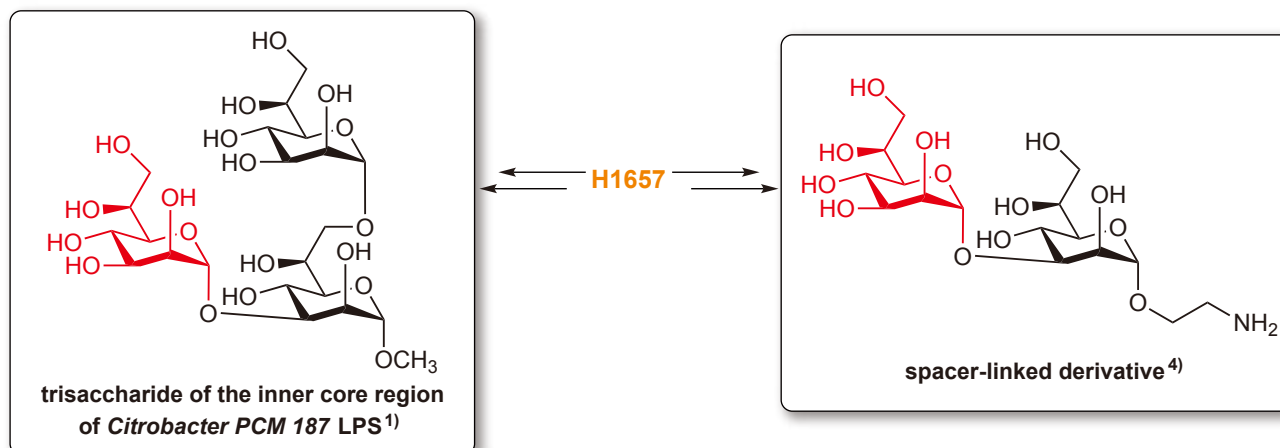 HO
HO
OH
HO
O
HO
HO
OH
HO
O
HO
HO
O
O
HO
OH
HO
O
OCH3
trisaccharide of the inner core region
of Citrobacter PCM 187 LPS1)
H1657
HO
HO
OH
HO
O
HO
HO
HO
OH
HO
O
O
O
NH2
spacer-linked derivative4)